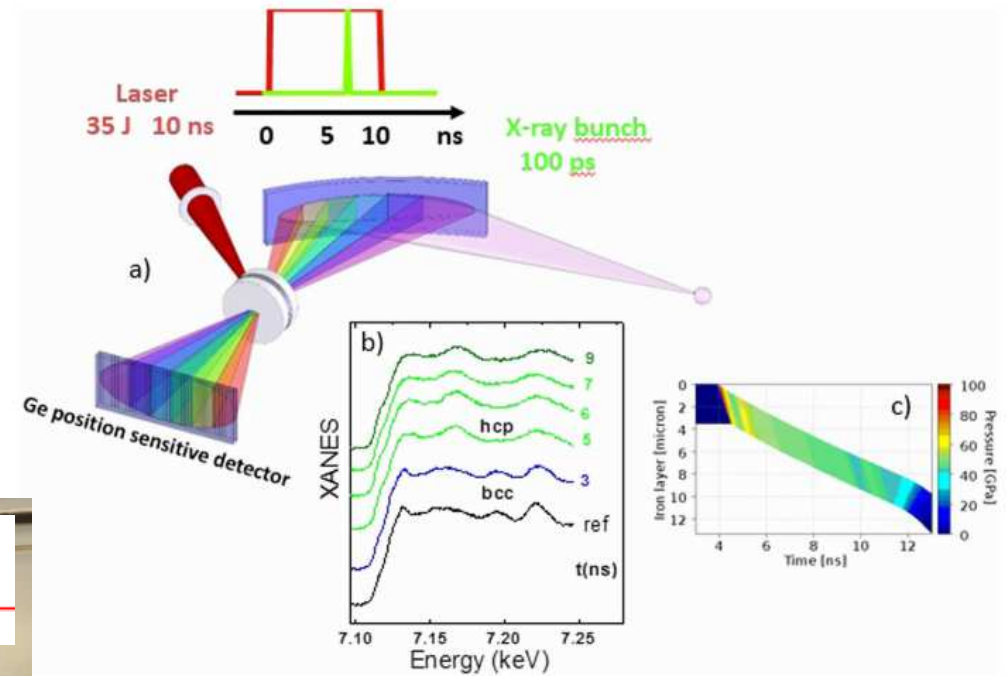 Laser
35 J 10 ns
0 5 10 ns
X-ray bunch
100 ps
a)
Ge position sensitive detector
b)
9
7
6
hcp
5
bcc
3
ref
t(ns)
XANES
7.10 7.15 7.20 7.25
Energy (keV)
c)
0
2
4
6
8
10
12
Iron layer [micron]
4 6 8 10 12
Time [ns]
100
80
60
40
20
0
Pressure [GPa]